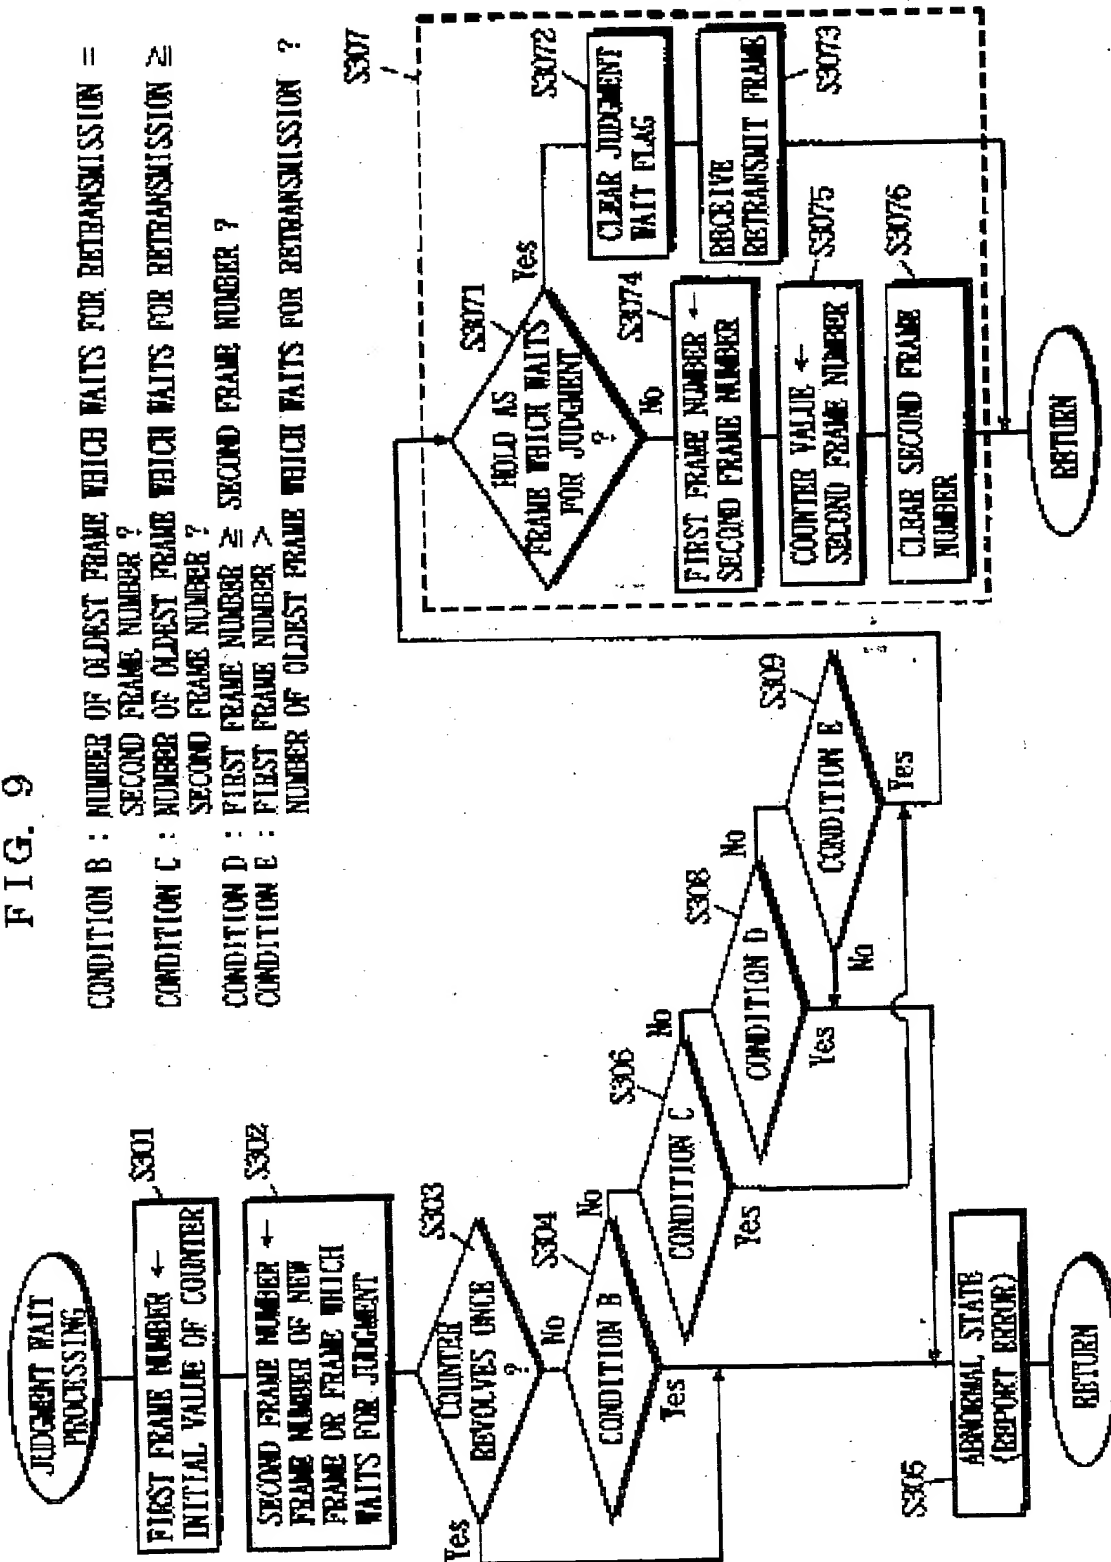 FIG. 9
CONDITION B : NUMBER OF OLDEST FRAME WHICH WAITS FOR RETRANSMISSION =
SECOND FRAME NUMBER ?
CONDITION C : NUMBER OF OLDEST FRAME WHICH WAITS FOR RETRANSMISSION ≧
SECOND FRAME NUMBER ?
CONDITION D : FIRST FRAME NUMBER ≧ SECOND FRAME NUMBER ?
CONDITION E : FIRST FRAME NUMBER >
NUMBER OF OLDEST FRAME WHICH WAITS FOR RETRANSMISSION ?
JUDGMENT WAIT
PROCESSING
S301
FIRST FRAME NUMBER ←
INITIAL VALUE OF COUNTER
S302
SECOND FRAME NUMBER ←
FRAME NUMBER OF NEW
FRAME OR FRAME WHICH
WAITS FOR JUDGMENT
S303
COUNTER
REVOLVES ONCE
?
Yes
No
S304
CONDITION B
Yes
No
S306
CONDITION C
Yes
No
S308
CONDITION D
Yes
No
S309
CONDITION E
No
Yes
S305
ABNORMAL STATE
(REPORT ERROR)
RETURN
S307
S3071
HOLD AS
FRAME WHICH WAITS
FOR JUDGMENT
?
Yes
No
S3072
CLEAR JUDGMENT
WAIT FLAG
S3073
RECEIVE
RETRANSMIT FRAME
S3074
FIRST FRAME NUMBER ←
SECOND FRAME NUMBER
S3075
COUNTER VALUE ←
SECOND FRAME NUMBER
S3076
CLEAR SECOND FRAME
NUMBER
RETURN